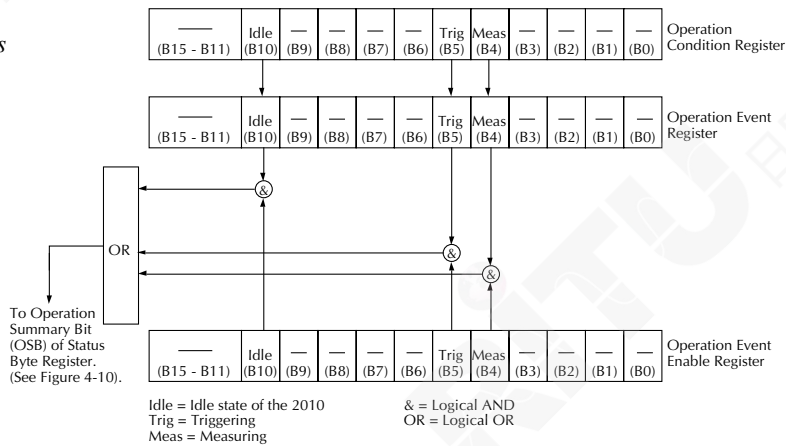 s
Idle Trig Meas
(B15 - B11) (B10) (B9) (B8) (B7) (B6) (B5) (B4) (B3) (B2) (B1) (B0)
Operation
Condition Register
Idle Trig Meas
(B15 - B11) (B10) (B9) (B8) (B7) (B6) (B5) (B4) (B3) (B2) (B1) (B0)
Operation Event
Register
&
OR
&
&
To Operation
Summary Bit
(OSB) of Status
Byte Register.
(See Figure 4-10).
Idle Trig Meas
(B15 - B11) (B10) (B9) (B8) (B7) (B6) (B5) (B4) (B3) (B2) (B1) (B0)
Operation Event
Enable Register
Idle = Idle state of the 2010
Trig = Triggering
Meas = Measuring
& = Logical AND
OR = Logical OR
RITU